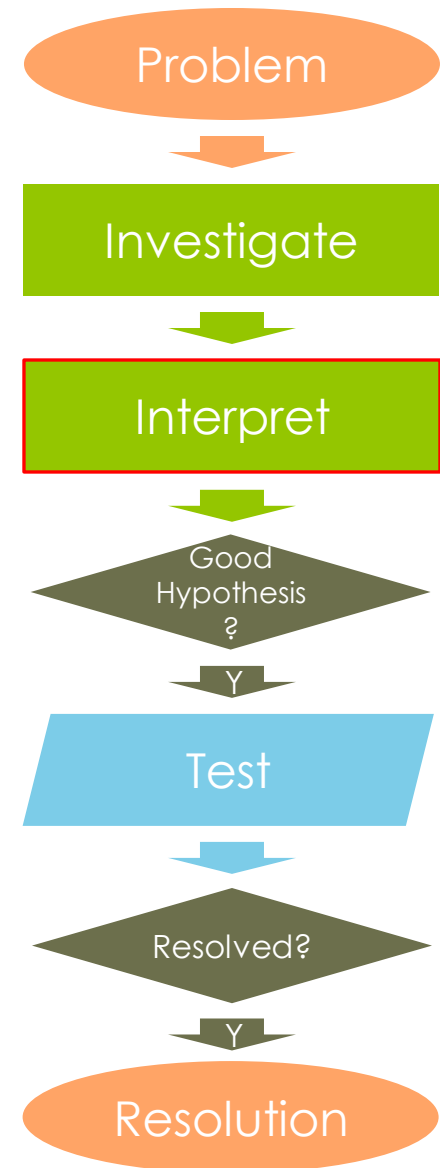 Problem
Investigate
Interpret
Good
Hypothesis
?
Y
Test
Resolved?
Y
Resolution